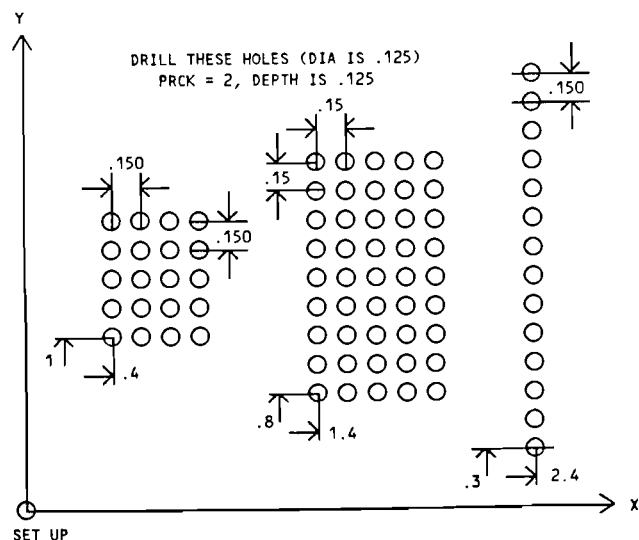 Y
DRILL THESE HOLES (DIA IS .125)
PRCK = 2, DEPTH IS .125
.150
.15
.150
.15
.150
1
.4
.8
1.4
.3
2.4
X
SET UP